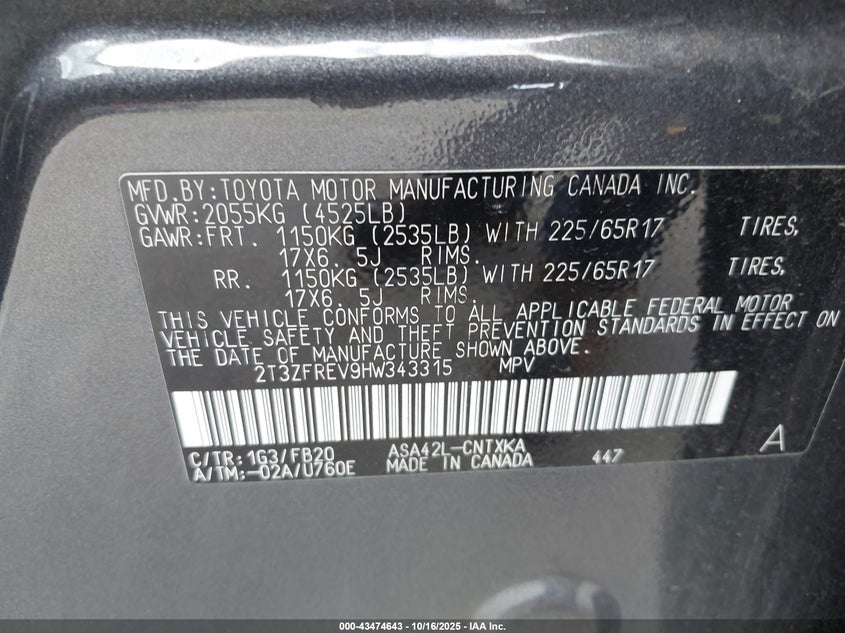 MFD.BY:TOYOTA MOTOR MANUFACTURING CANADA INC.
GVWR:2055KG (4525LB)
GAWR:FRT. 1150KG (2535LB) WITH 225/65R17 TIRES.
17X6. 5J RIMS.
RR. 1150KG (2535LB) WITH 225/65R17 TIRES.
17X6. 5J RIMS.
THIS VEHICLE CONFORMS TO ALL APPLICABLE FEDERAL MOTOR
VEHICLE SAFETY AND THEFT PREVENTION STANDARDS IN EFFECT ON
THE DATE OF MANUFACTURE SHOWN ABOVE.
2T3ZFREV9HW343315 MPV
C/TR:1G3/FB20 ASA42L-CNTXKA 447 A
A/TM:-02A/U760E MADE IN CANADA
000-43474643 | 10/16/2025 - IAA Inc.